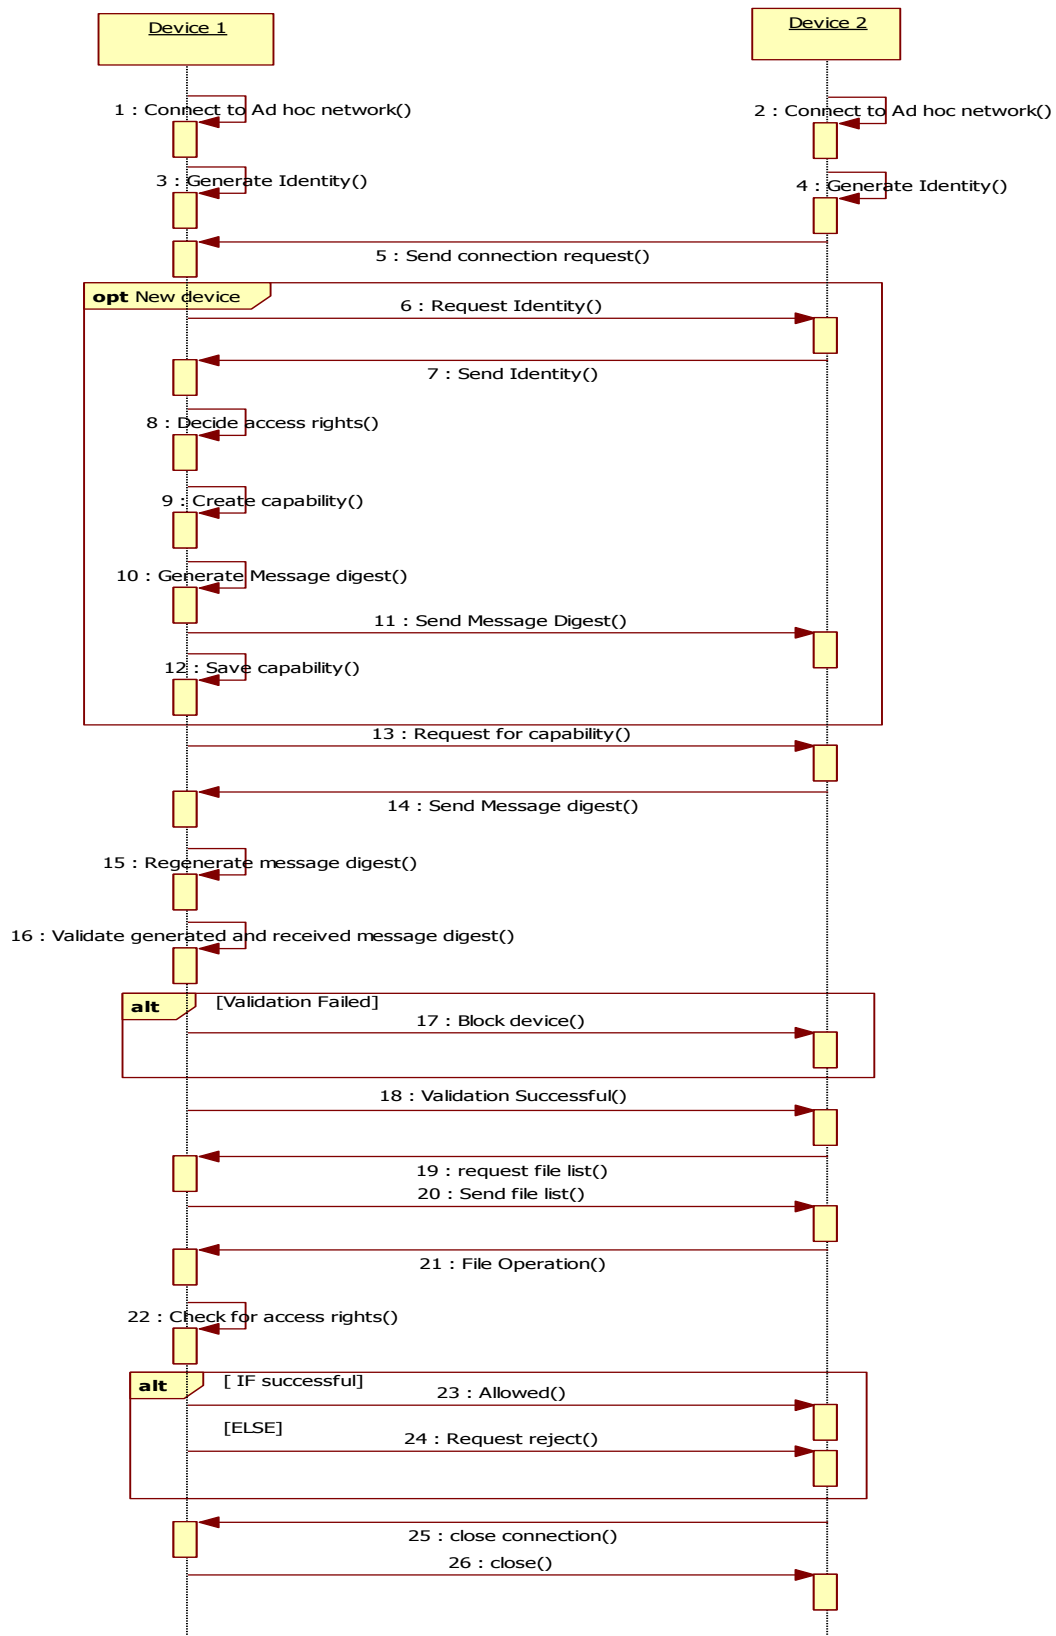 Device 1
Device 2
1 : Connect to Ad hoc network()
2 : Connect to Ad hoc network()
3 : Generate Identity()
4 : Generate Identity()
5 : Send connection request()
opt New device
6 : Request Identity()
7 : Send Identity()
8 : Decide access rights()
9 : Create capability()
10 : Generate Message digest()
11 : Send Message Digest()
12 : Save capability()
13 : Request for capability()
14 : Send Message digest()
15 : Regenerate message digest()
16 : Validate generated and received message digest()
alt [Validation Failed]
17 : Block device()
18 : Validation Successful()
19 : request file list()
20 : Send file list()
21 : File Operation()
22 : Check for access rights()
alt [ IF successful]
23 : Allowed()
[ELSE]
24 : Request reject()
25 : close connection()
26 : close()